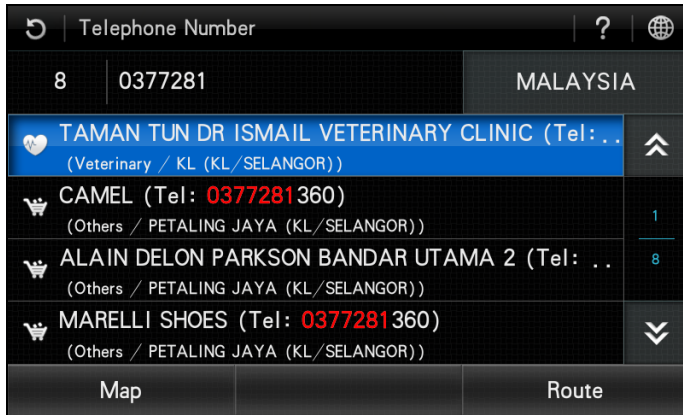 Telephone Number ?
8 0377281 MALAYSIA
TAMAN TUN DR ISMAIL VETERINARY CLINIC (Tel:..
(Veterinary / KL (KL/SELANGOR))
CAMEL (Tel: 0377281360)
(Others / PETALING JAYA (KL/SELANGOR))
1
ALAIN DELON PARKSON BANDAR UTAMA 2 (Tel: ..
8
(Others / PETALING JAYA (KL/SELANGOR))
MARELLI SHOES (Tel: 0377281360)
(Others / PETALING JAYA (KL/SELANGOR))
Map Route